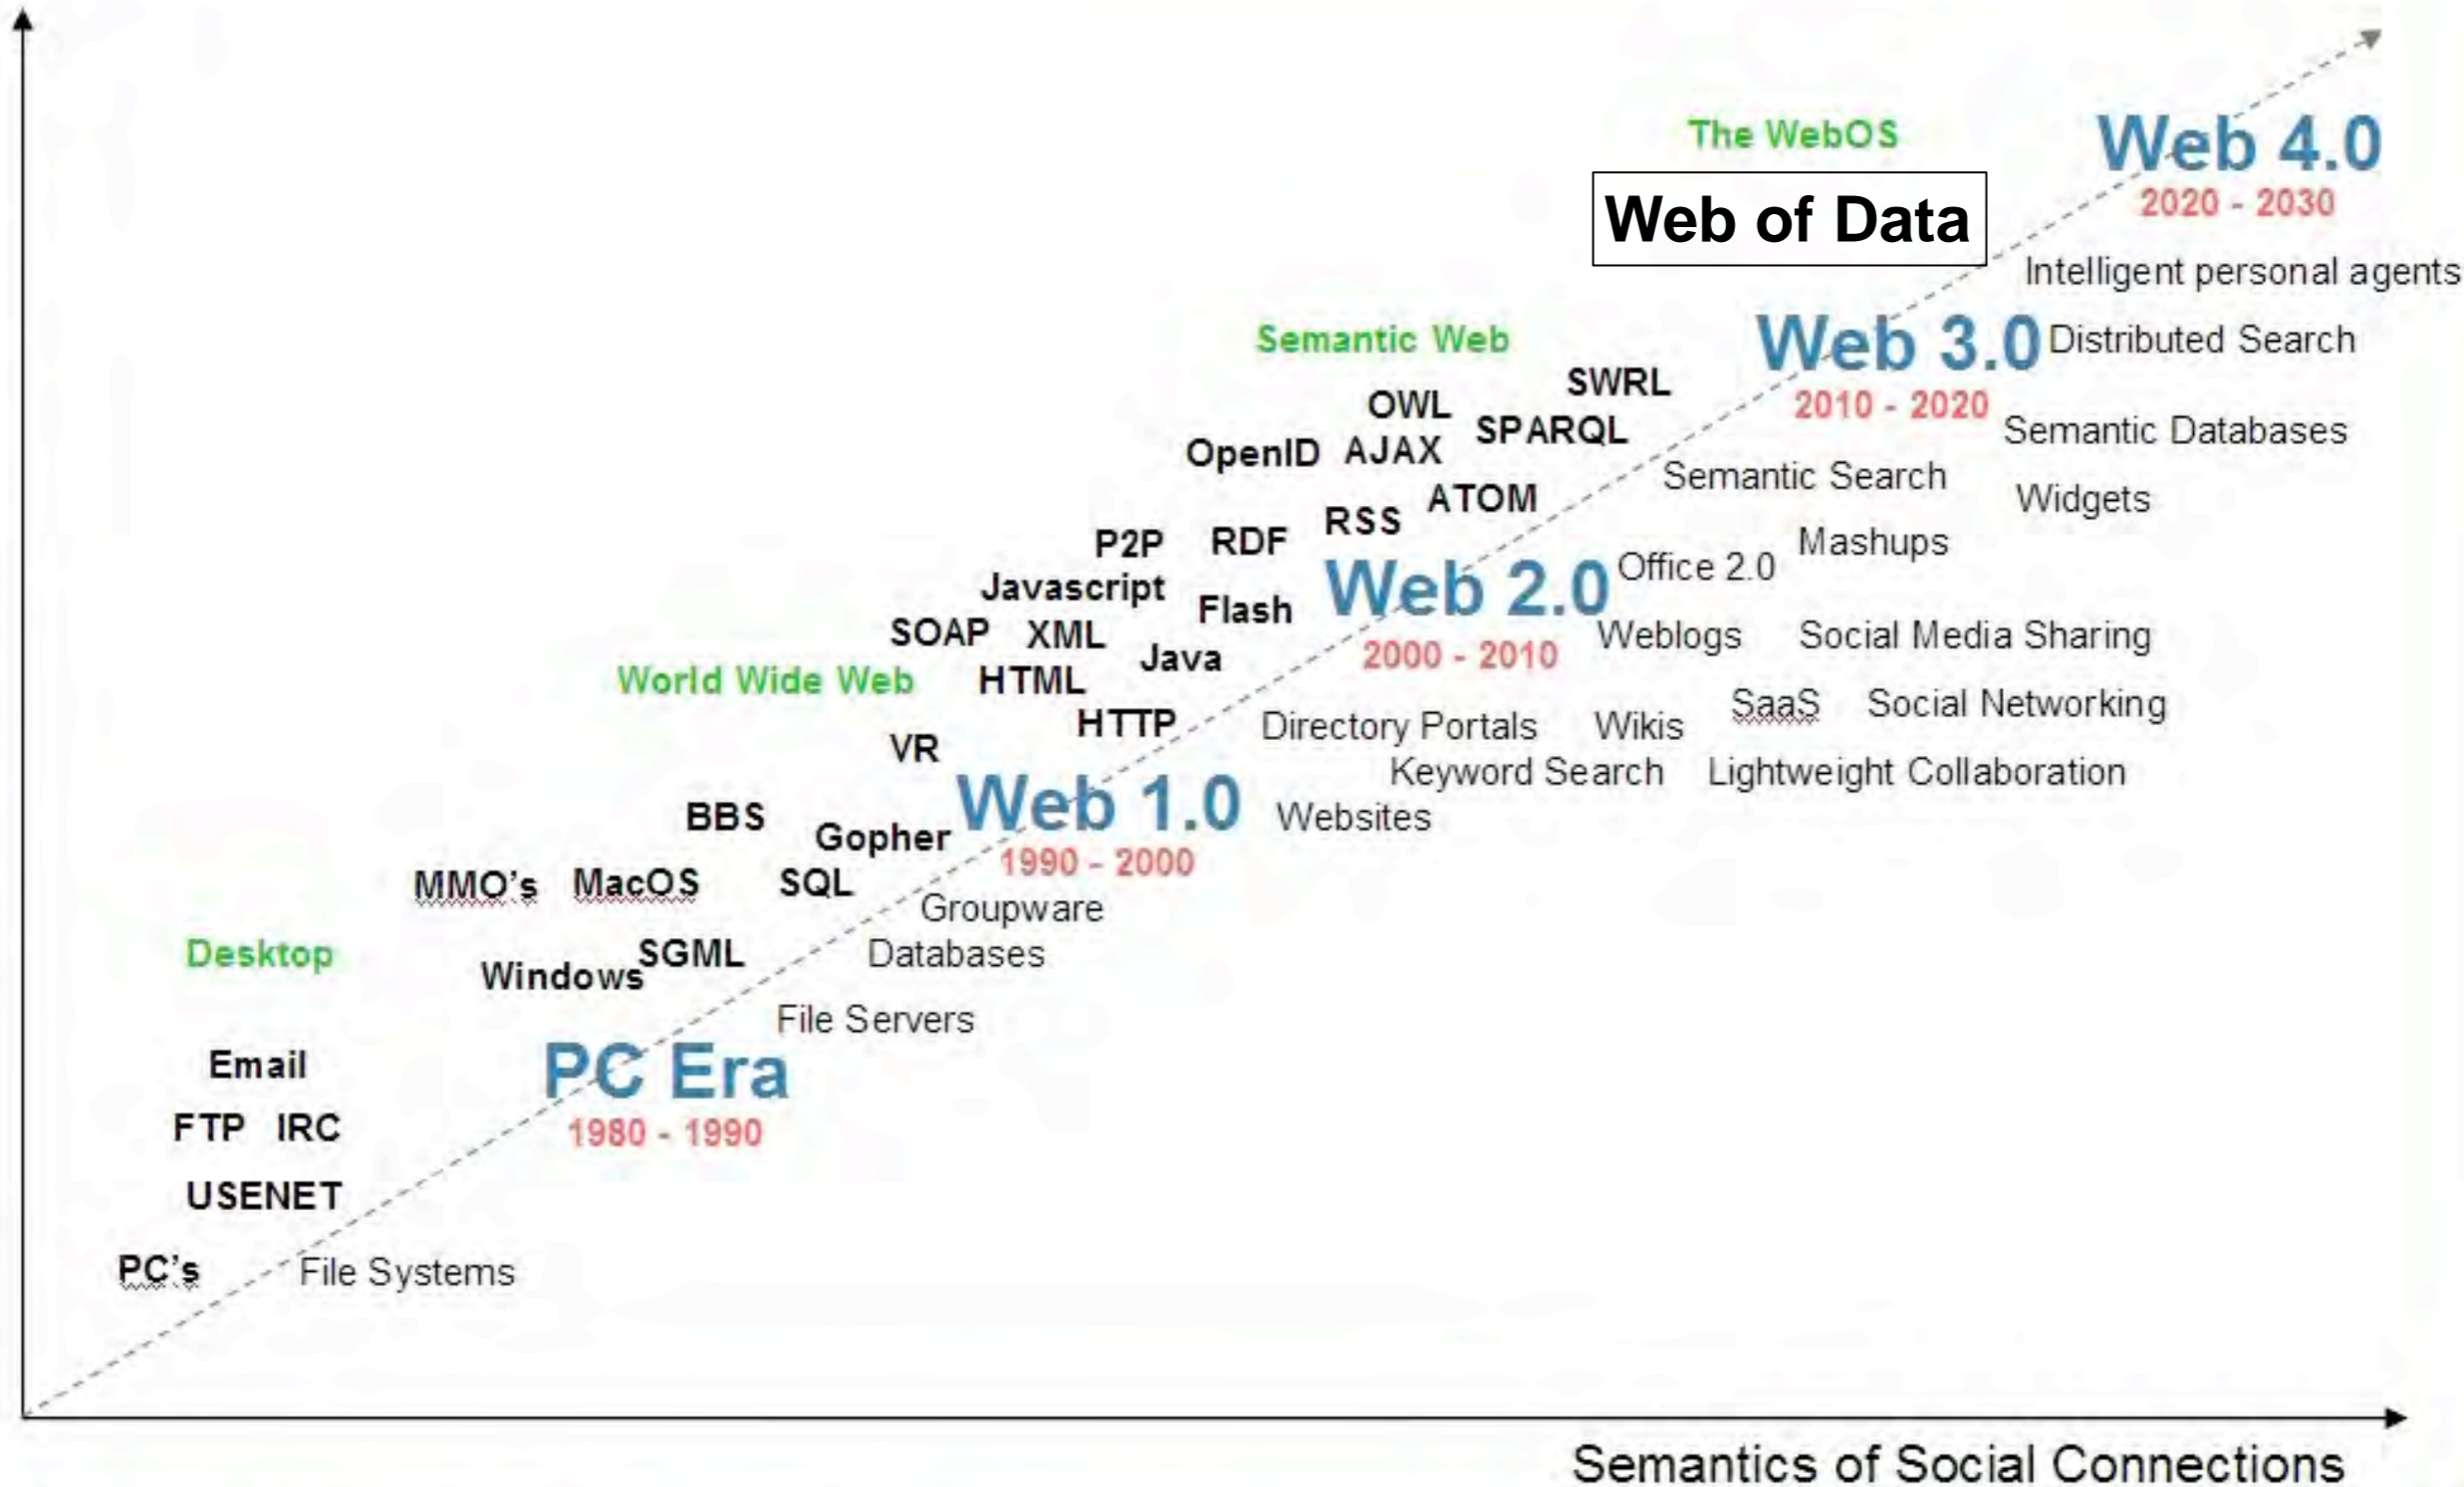 The WebOS
Web 4.0
Web of Data
2020 - 2030
Intelligent personal agents
Semantic Web
Web 3.0
Distributed Search
SWRL
OWL
2010 - 2020
SPARQL
Semantic Databases
OpenID
AJAX
Semantic Search
ATOM
Widgets
RSS
P2P
RDF
Mashups
Office 2.0
Javascript
Web 2.0
Flash
SOAP
XML
Weblogs
Social Media Sharing
Java
2000 - 2010
World Wide Web
HTML
SaaS
Social Networking
HTTP
Directory Portals
Wikis
VR
Keyword Search
Lightweight Collaboration
Web 1.0
BBS
Websites
Gopher
1990 - 2000
MMO's
MacOS
SQL
Groupware
Desktop
SGML
Databases
Windows
File Servers
Email
PC Era
FTP
IRC
1980 - 1990
USENET
PC's
File Systems
Semantics of Social Connections